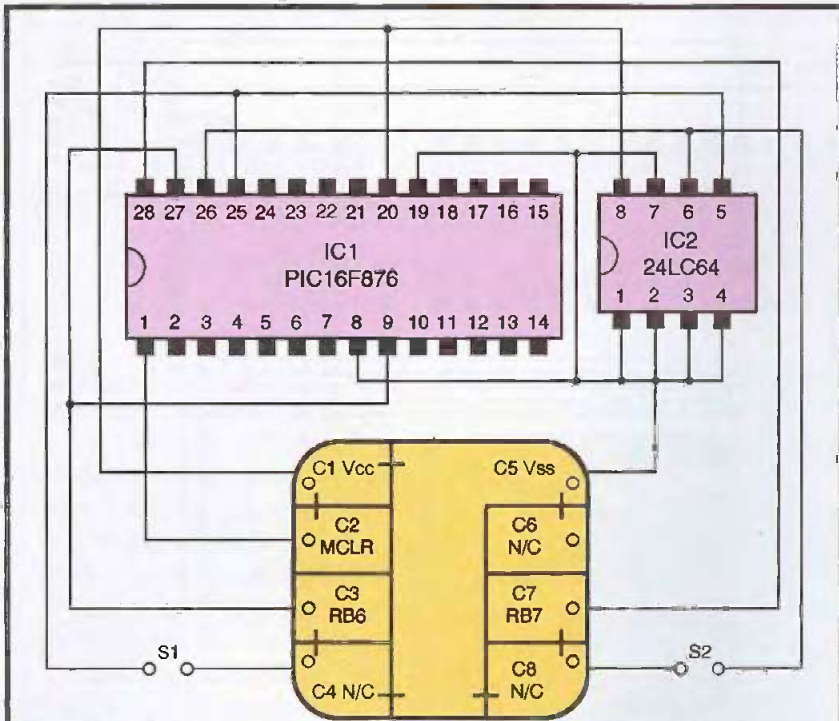 28 27 26 25 24 23 22 21 20 19 18 17 16 15
IC1
PIC16F876
1 2 3 4 5 6 7 8 9 10 11 12 13 14
8 7 6 5
IC2
24LC64
1 2 3 4
C1 Vcc
C5 Vss
C2
MCLR
C6
N/C
C3
RB6
C7
RB7
S1
C4 N/C
C8
N/C
S2